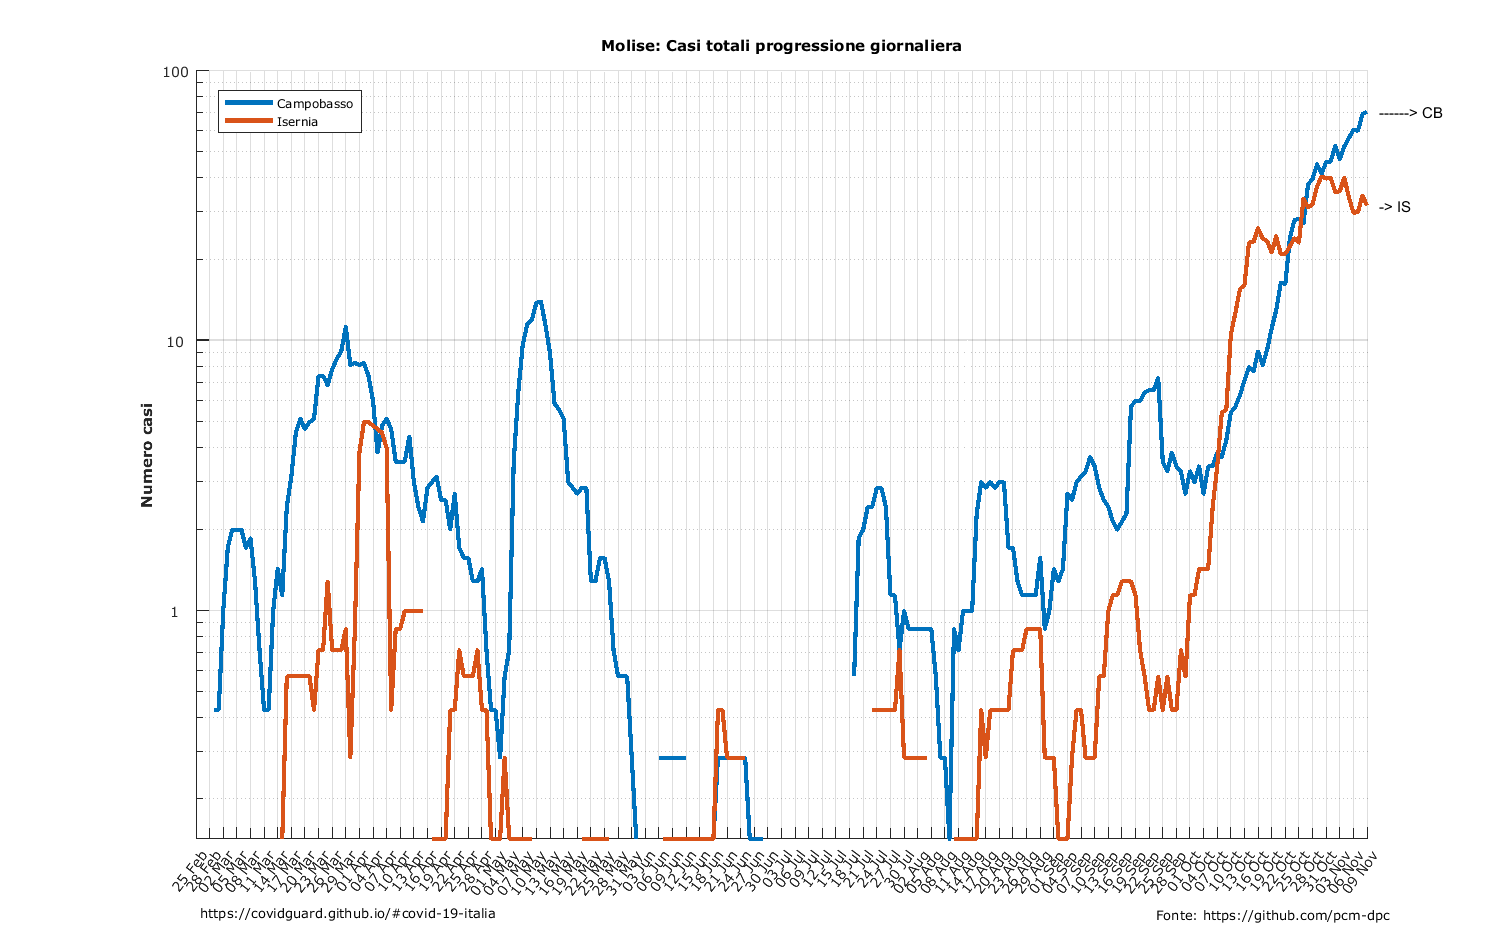 Molise: Casi totali progressione giornaliera
100
10
1
Numero casi
Campobasso
Isernia
------> CB
-> IS
25 Feb
28 Feb
02 Mar
05 Mar
08 Mar
11 Mar
14 Mar
17 Mar
20 Mar
23 Mar
26 Mar
29 Mar
01 Apr
04 Apr
07 Apr
10 Apr
13 Apr
16 Apr
19 Apr
22 Apr
25 Apr
28 Apr
01 May
04 May
07 May
10 May
13 May
16 May
19 May
22 May
25 May
28 May
31 May
03 Jun
06 Jun
09 Jun
12 Jun
15 Jun
18 Jun
21 Jun
24 Jun
27 Jun
30 Jun
03 Jul
06 Jul
09 Jul
12 Jul
15 Jul
18 Jul
21 Jul
24 Jul
27 Jul
30 Jul
02 Aug
05 Aug
08 Aug
11 Aug
14 Aug
17 Aug
20 Aug
23 Aug
26 Aug
29 Aug
01 Sep
04 Sep
07 Sep
10 Sep
13 Sep
16 Sep
19 Sep
22 Sep
25 Sep
28 Sep
01 Oct
04 Oct
07 Oct
10 Oct
13 Oct
16 Oct
19 Oct
22 Oct
25 Oct
28 Oct
31 Oct
03 Nov
06 Nov
09 Nov
https://covidguard.github.io/#covid-19-italia
Fonte: https://github.com/pcm-dpc